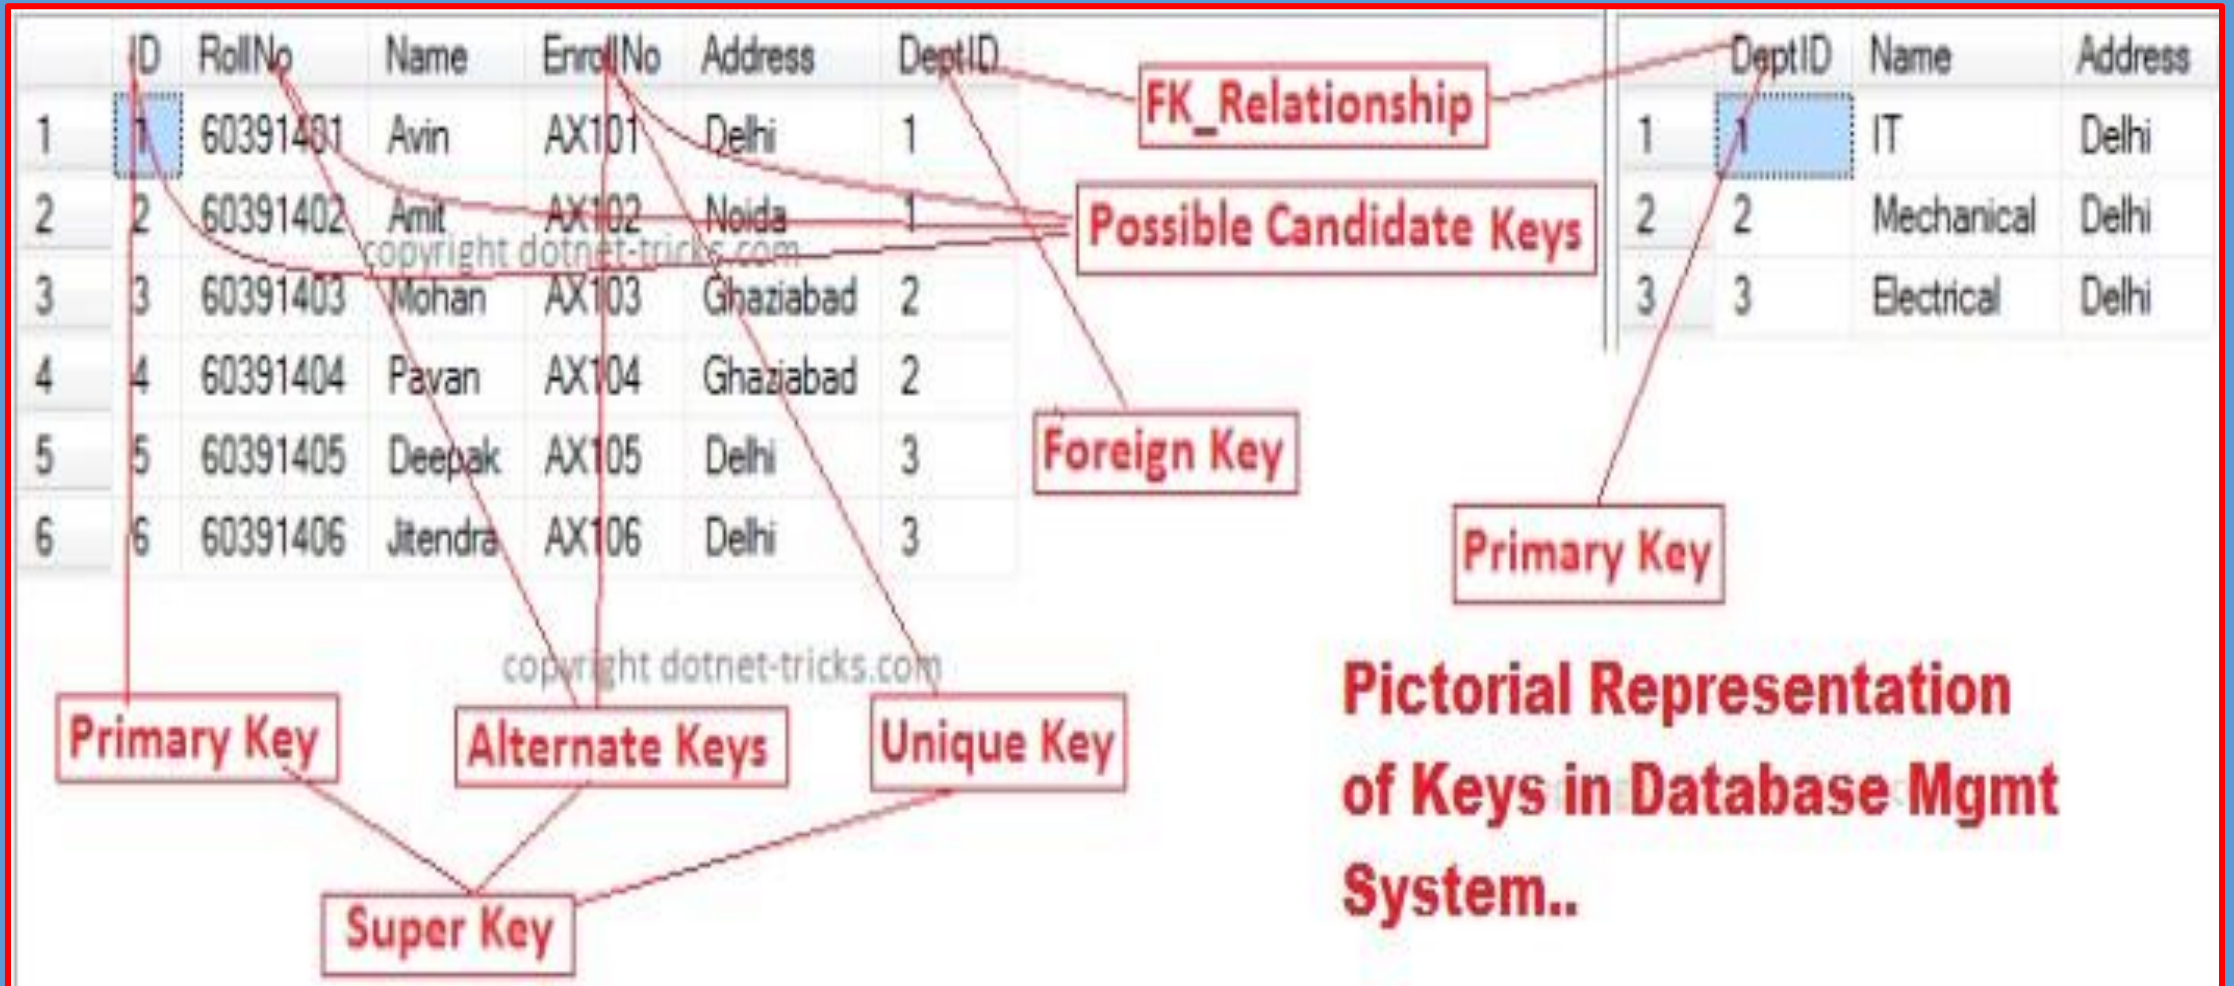 ID RollNo Name EnrollNo Address DeptID
1 1 60391401 Avin AX101 Delhi 1
2 2 60391402 Amit AX102 Noida 1
copyright dotnet-tricks.com
3 3 60391403 Mohan AX103 Ghaziabad 2
4 4 60391404 Pavan AX104 Ghaziabad 2
5 5 60391405 Deepak AX105 Delhi 3
6 6 60391406 Jitendra AX106 Delhi 3
FK_Relationship
Possible Candidate Keys
Foreign Key
DeptID Name Address
1 1 IT Delhi
2 2 Mechanical Delhi
3 3 Electrical Delhi
Primary Key
copyright dotnet-tricks.com
Primary Key
Alternate Keys
Unique Key
Super Key
Pictorial Representation
of Keys in Database Mgmt
System..